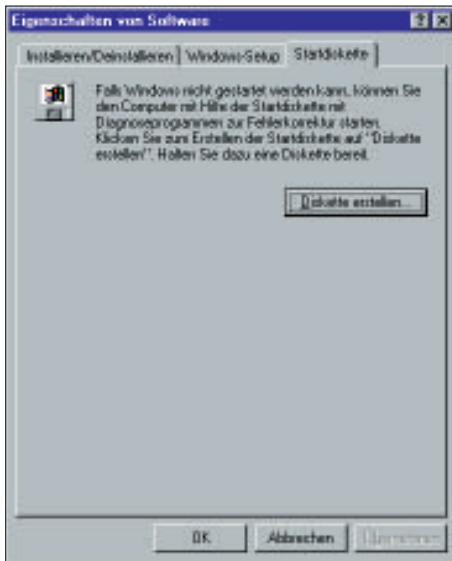 Eigenschaften von Software
Installieren/Deinstallieren Windows-Setup Startdiskette
Falls Windows nicht gestartet werden kann, können Sie
den Computer mit Hilfe der Startdiskette mit
Diagnoseprogrammen zur Fehlerkorrektur starten.
Klicken Sie zum Erstellen der Startdiskette auf "Diskette
erstellen". Halten Sie dazu eine Diskette bereit.
Diskette erstellen...
OK Abbrechen Übernehmen